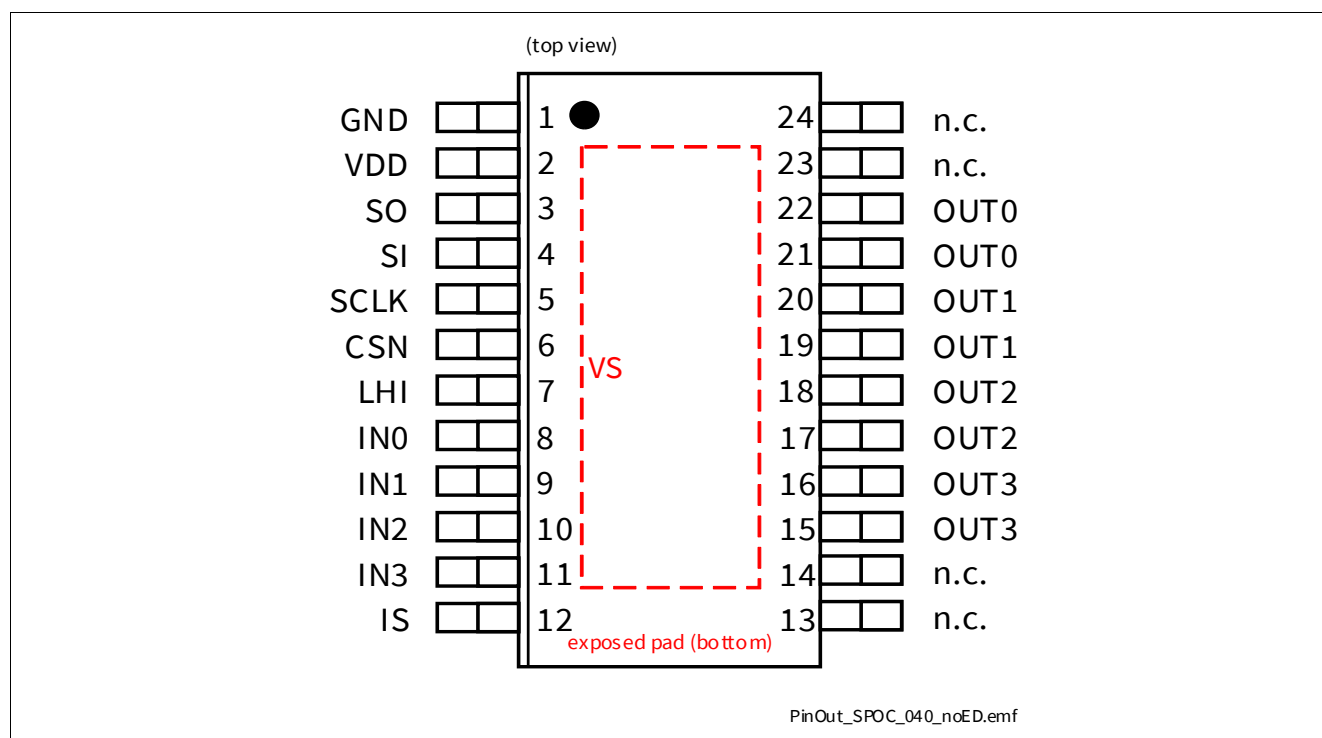 (top view)
GND 1 24 n.c.
VDD 2 23 n.c.
SO 3 22 OUT0
SI 4 21 OUT0
SCLK 5 20 OUT1
CSN 6 19 OUT1
VS
LHI 7 18 OUT2
IN0 8 17 OUT2
IN1 9 16 OUT3
IN2 10 15 OUT3
IN3 11 14 n.c.
IS 12 13 n.c.
exposed pad (bottom)
PinOut_SPOC_040_noED.emf